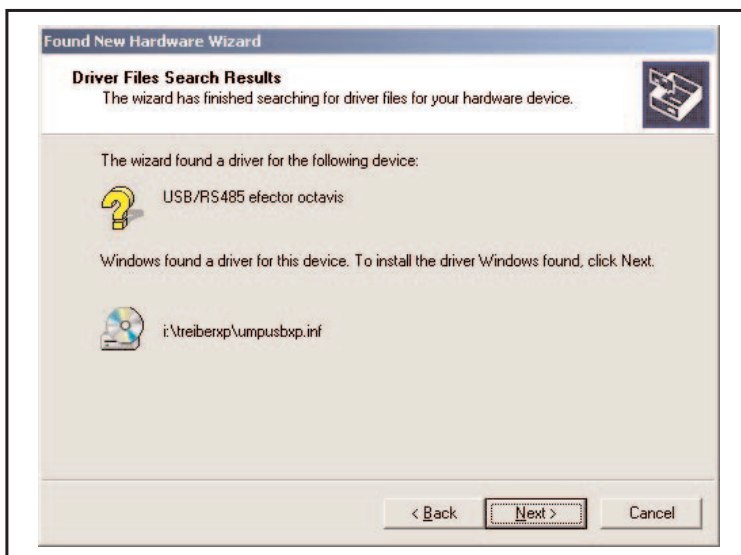 Found New Hardware Wizard
Driver Files Search Results
The wizard has finished searching for driver files for your hardware device.
The wizard found a driver for the following device:
USB/RS485 efector octavis
Windows found a driver for this device. To install the driver Windows found, click Next.
i:\treiberxp\umpusbxp.inf
< Back
Next >
Cancel